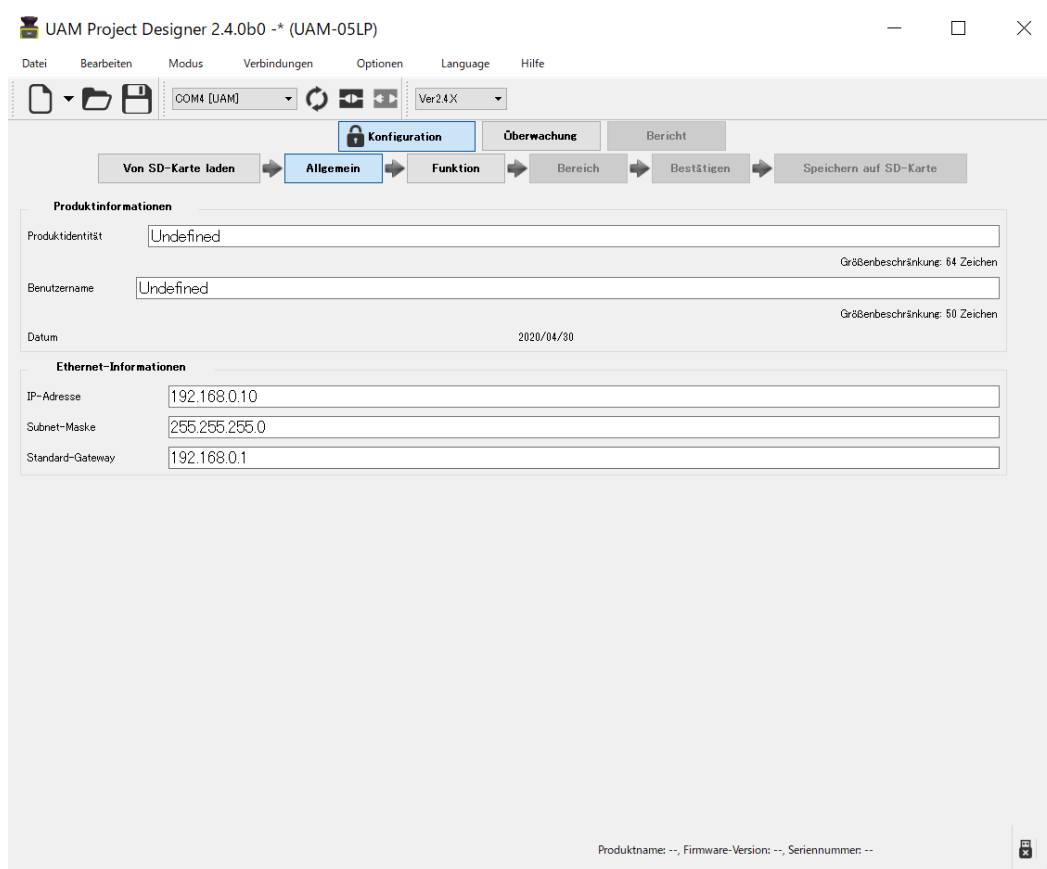 UAM Project Designer 2.4.0b0 -* (UAM-05LP)
Datei Bearbeiten Modus Verbindungen Optionen Language Hilfe
COM4 [UAM] Ver2.4.X
Konfiguration Überwachung Bericht
Von SD-Karte laden Allgemein Funktion Bereich Bestätigen Speichern auf SD-Karte
Produktinformationen
Produktidentität Undefined
Größenbeschränkung: 64 Zeichen
Benutzername Undefined
Größenbeschränkung: 50 Zeichen
Datum 2020/04/30
Ethernet-Informationen
IP-Adresse 192.168.0.10
Subnet-Maske 255.255.255.0
Standard-Gateway 192.168.0.1
Produktname: --, Firmware-Version: --, Seriennummer: --